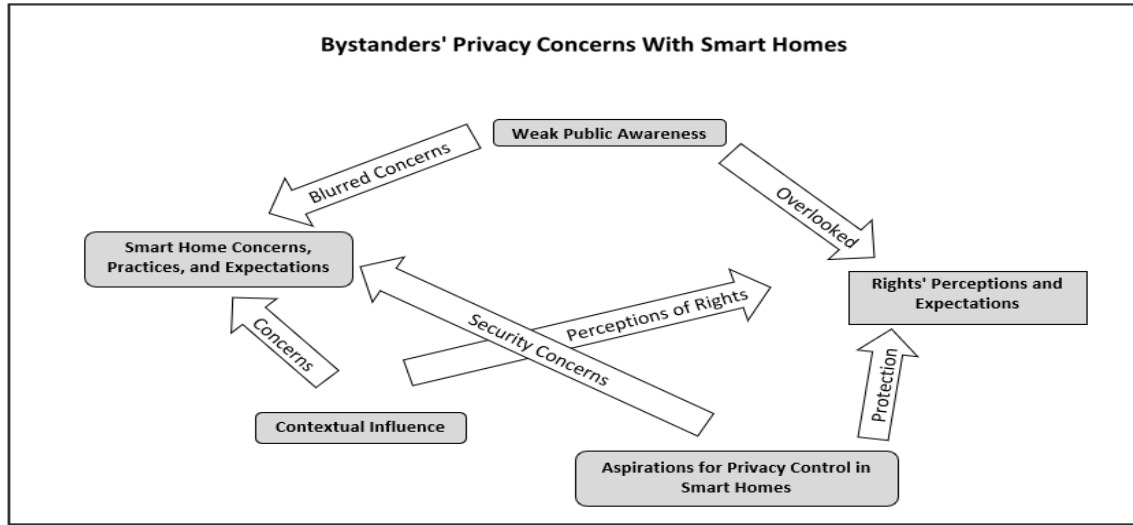 Bystanders' Privacy Concerns With Smart Homes
Weak Public Awareness
Blurred Concerns
Overlooked
Smart Home Concerns,
Practices, and Expectations
Rights' Perceptions and
Expectations
Concerns
Security Concerns
Perceptions of Rights
Protection
Contextual Influence
Aspirations for Privacy Control in
Smart Homes